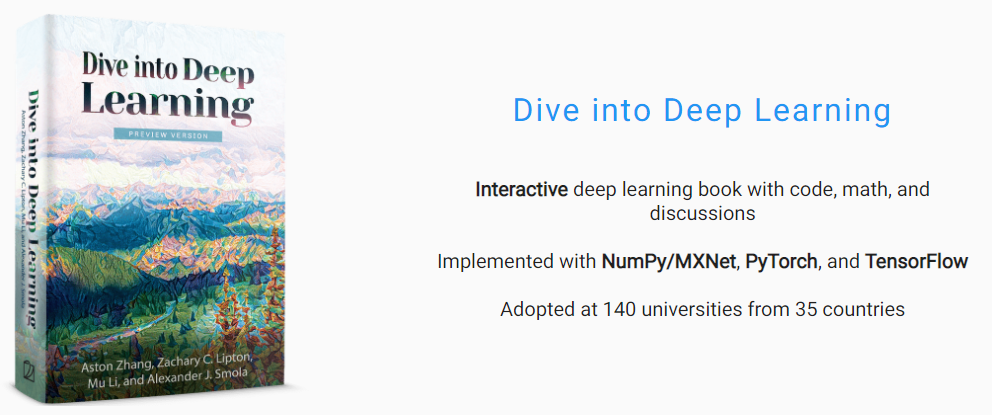 Dive into Deep
Learning
PREVIEW VERSION
Aston Zhang, Zachary C. Lipton,
Mu Li, and Alexander J. Smola
Dive into Deep Learning
Aston Zhang, Zachary C. Lipton, Mu Li, and Alexander J. Smola
Dive into Deep Learning
Interactive deep learning book with code, math, and
discussions
Implemented with NumPy/MXNet, PyTorch, and TensorFlow
Adopted at 140 universities from 35 countries